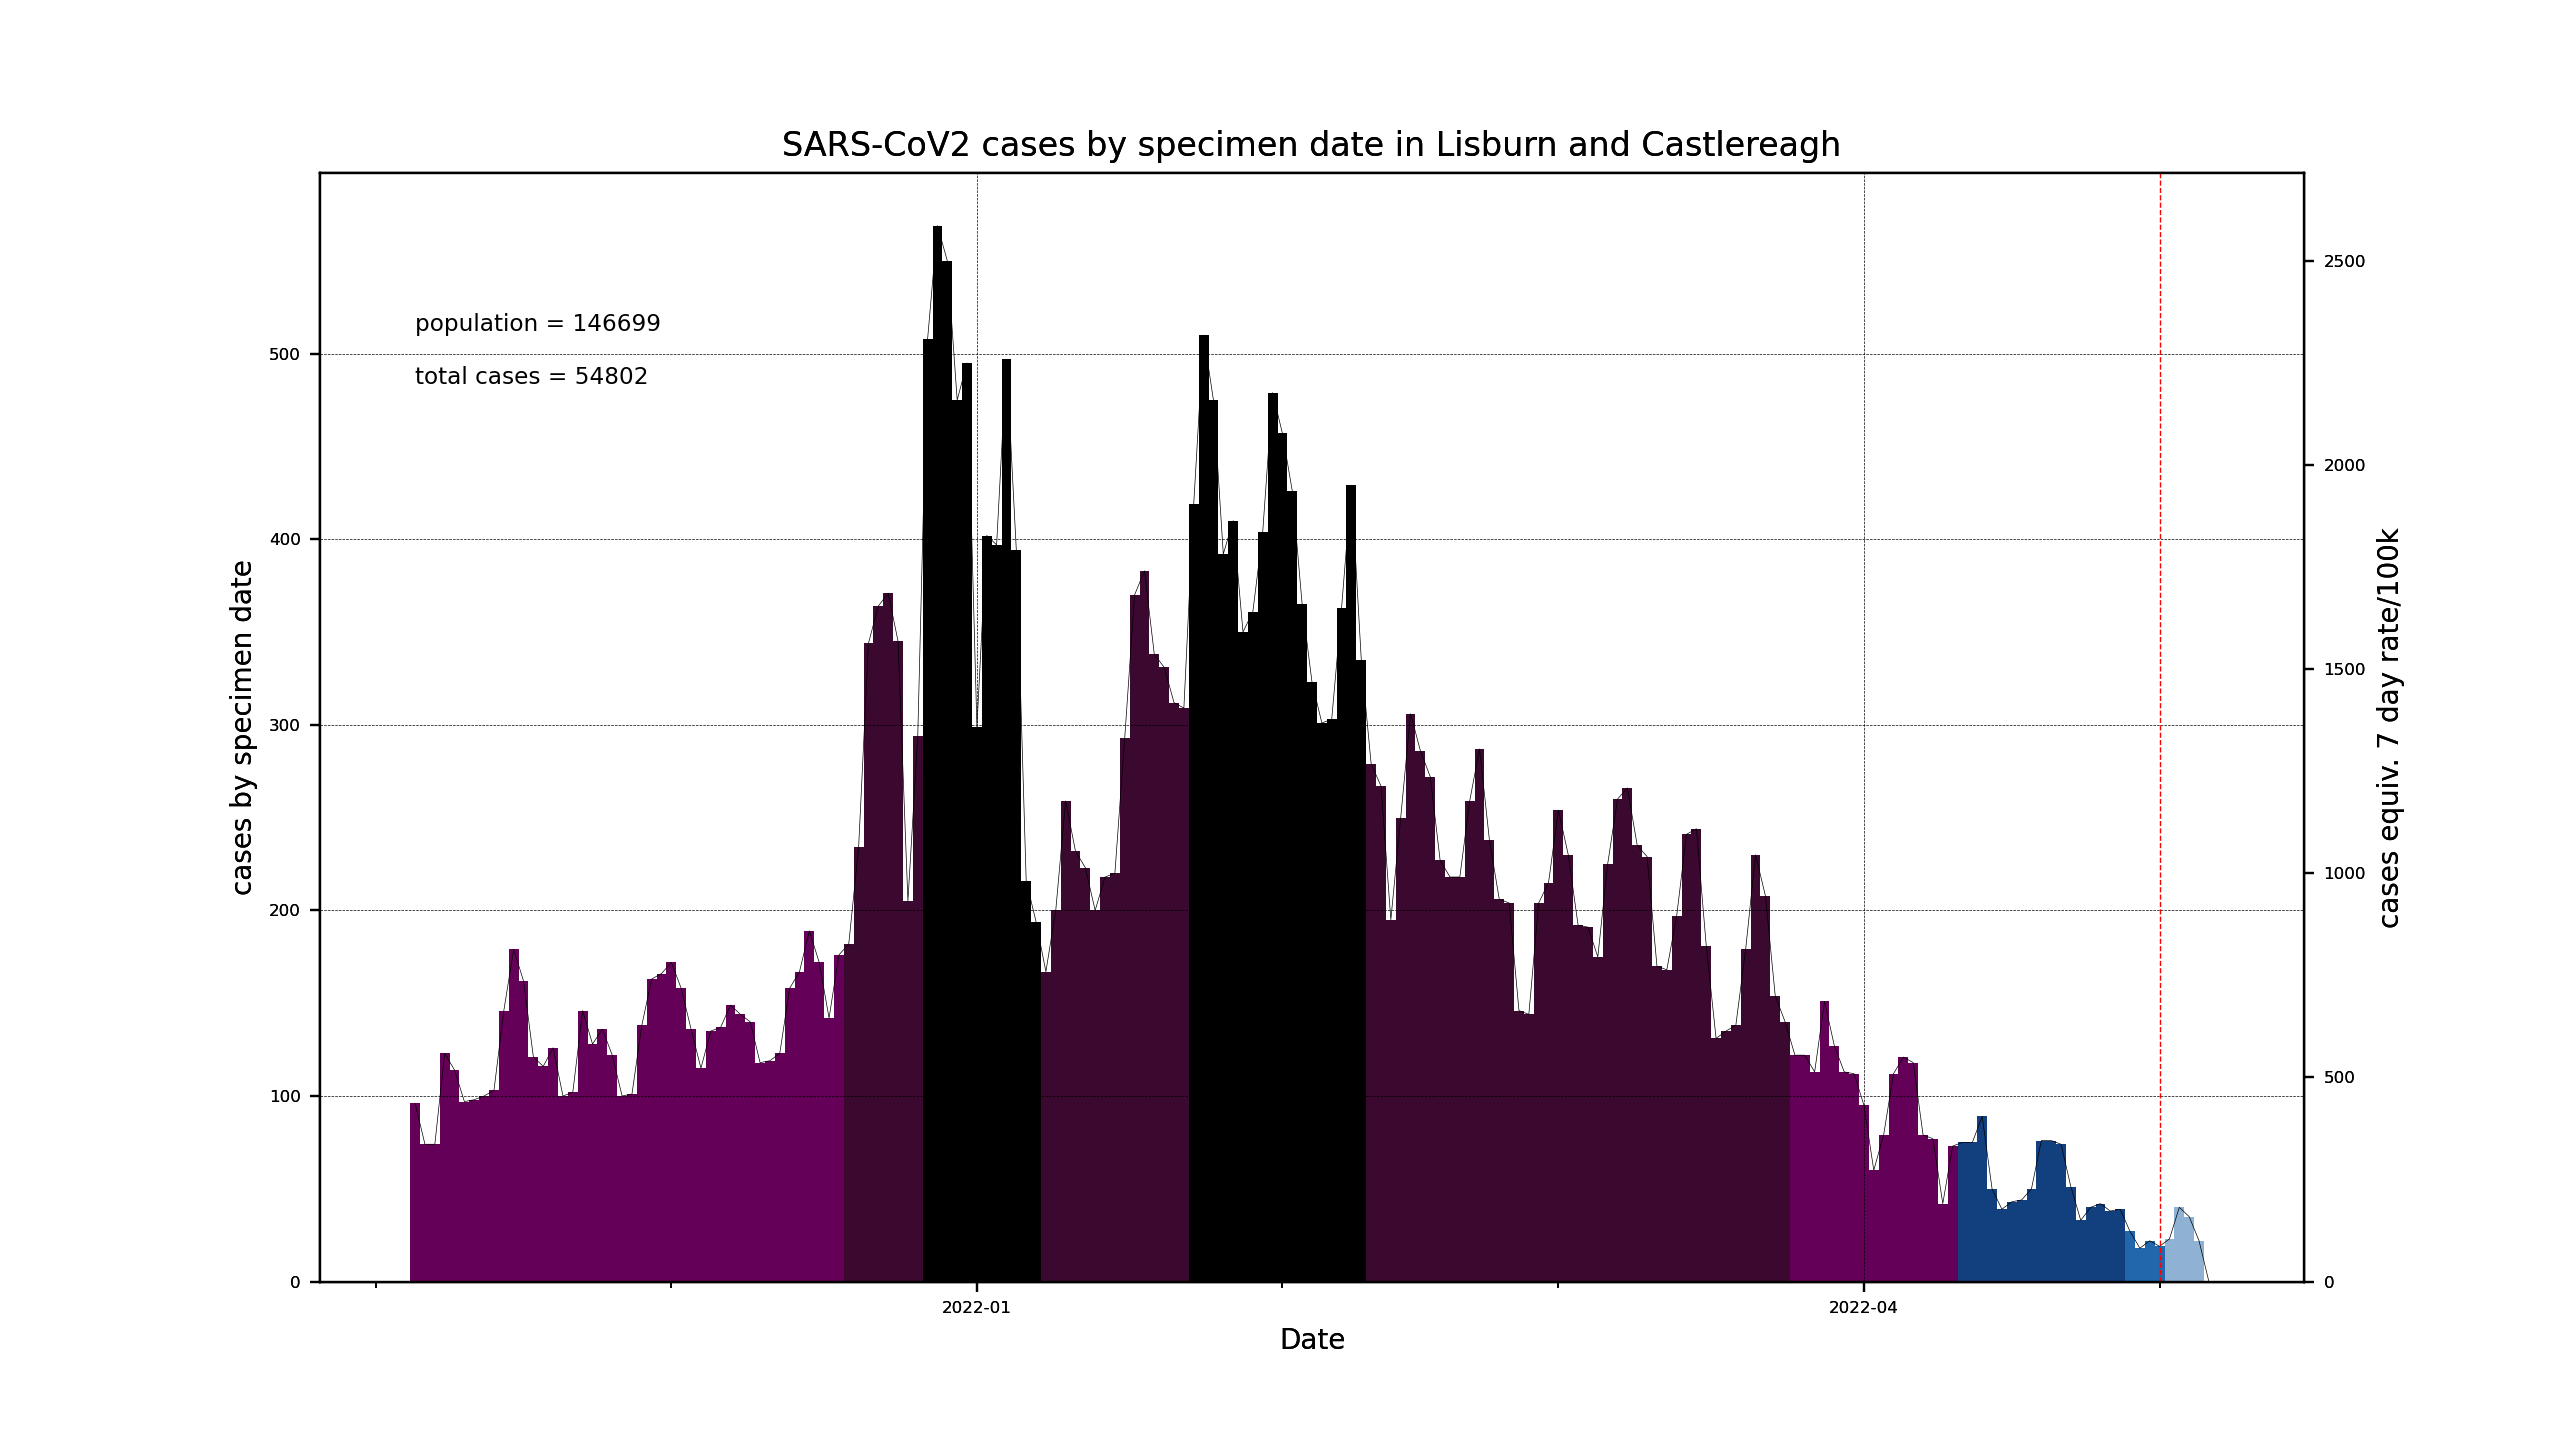 SARS-CoV2 cases by specimen date in Lisburn and Castlereagh
population = 146699
total cases = 54802
cases by specimen date
500
400
300
200
100
0
2500
2000
1500
1000
500
0
cases equiv. 7 day rate/100k
2022-01
2022-04
Date